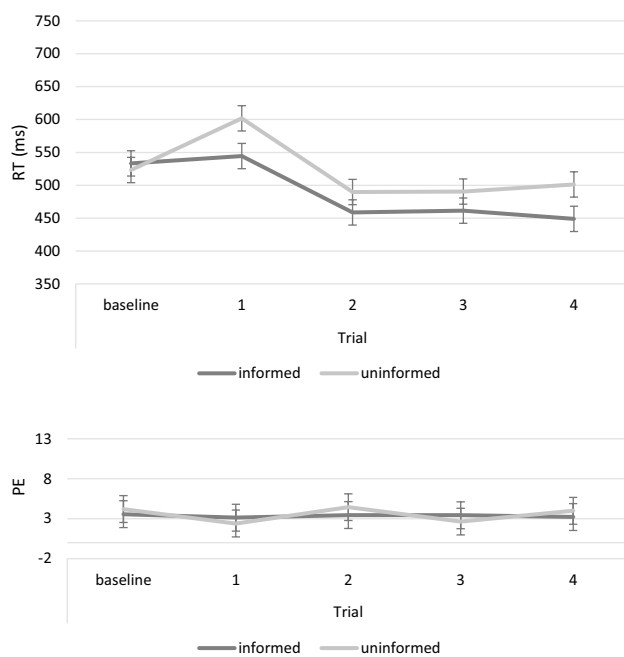 750
700
650
600
550
500
450
400
350
RT (ms)
baseline 1 2 3 4
Trial
informed uninformed
13
8
3
-2
PE
baseline 1 2 3 4
Trial
informed uninformed